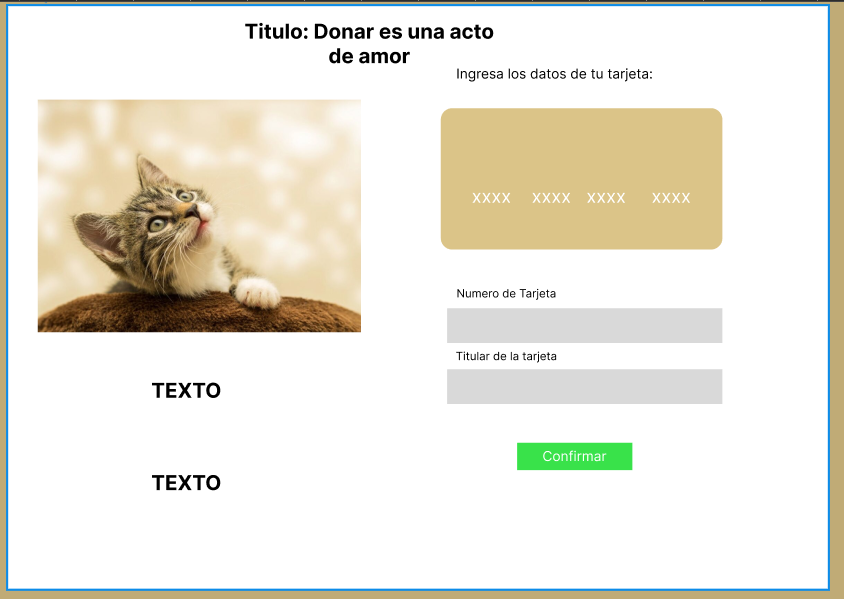 Titulo: Donar es una acto
de amor
Ingresa los datos de tu tarjeta:
xxxx xxxx xxxx xxxx
Numero de Tarjeta
Titular de la tarjeta
TEXTO
Confirmar
TEXTO